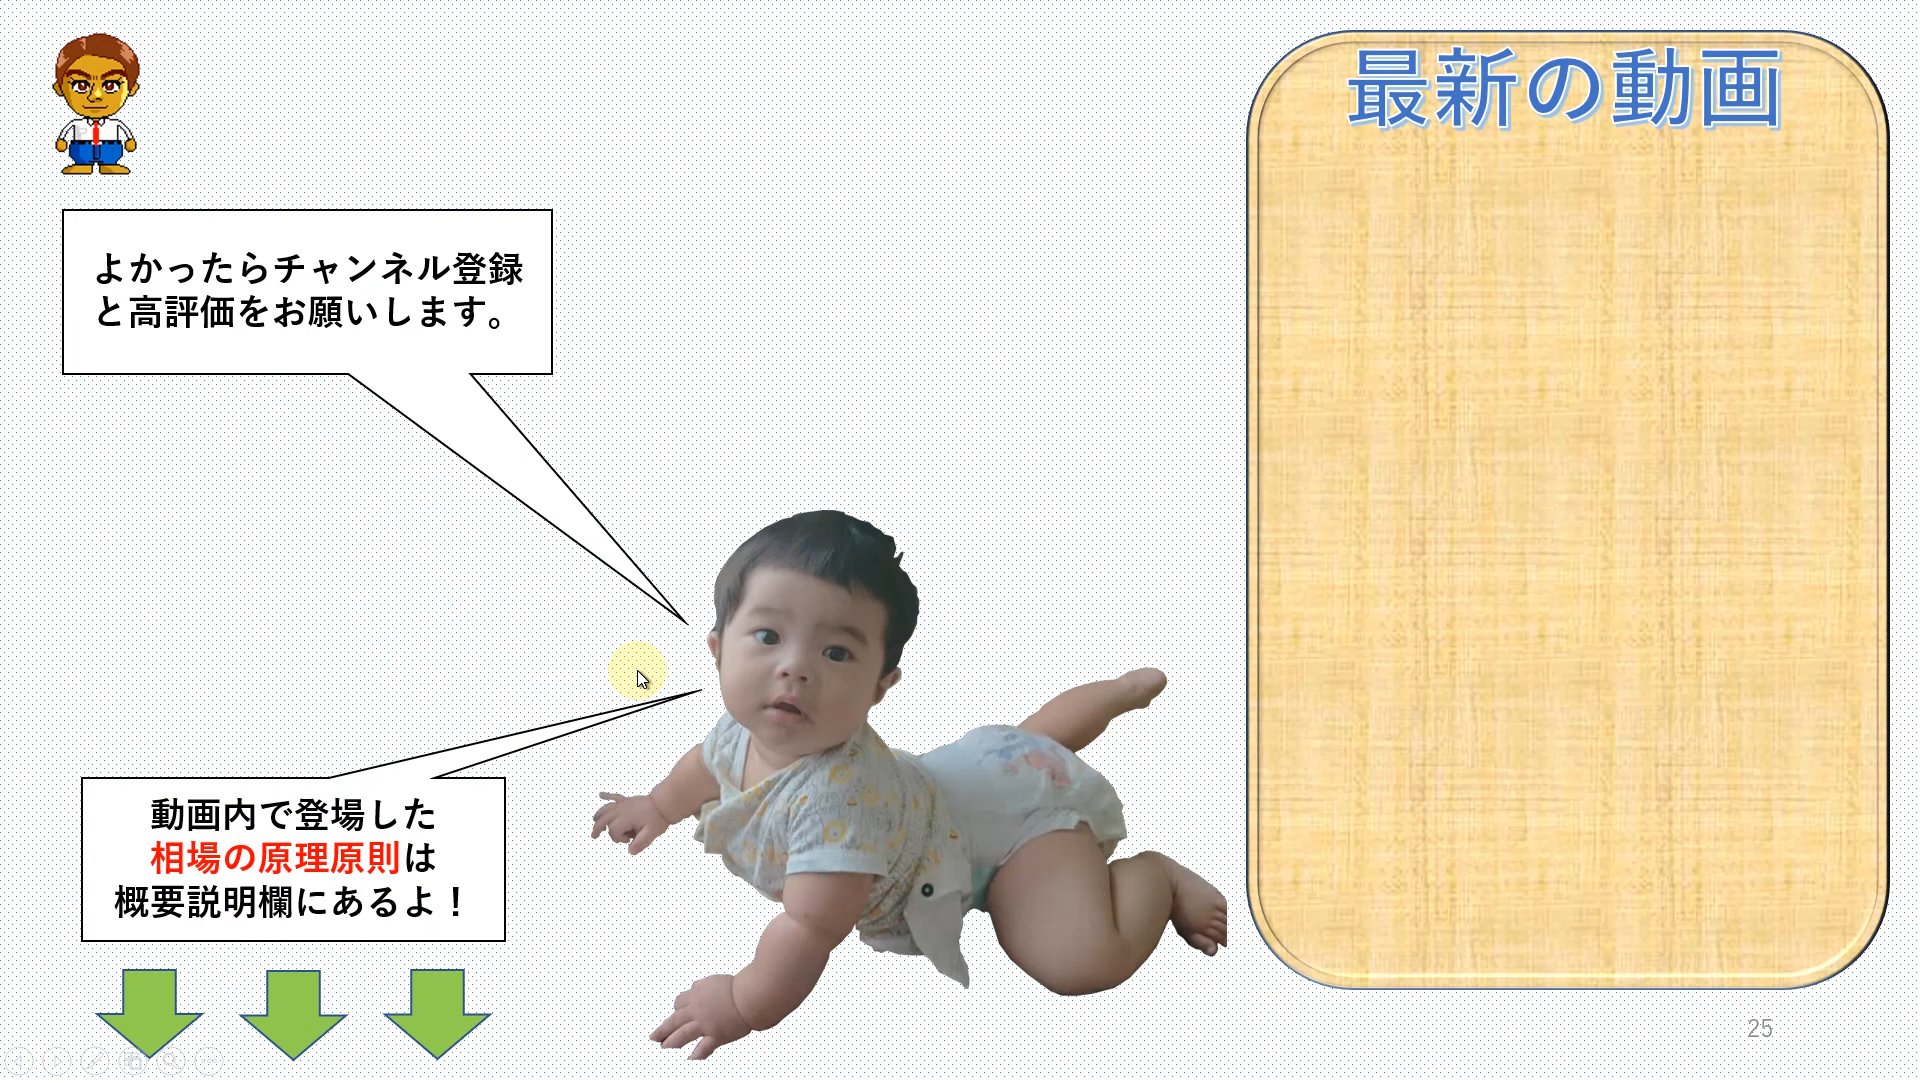 最新の動画
よかったらチャンネル登録
と高評価をお願いします。
動画内で登場した
相場の原理原則は
概要説明欄にあるよ！
25